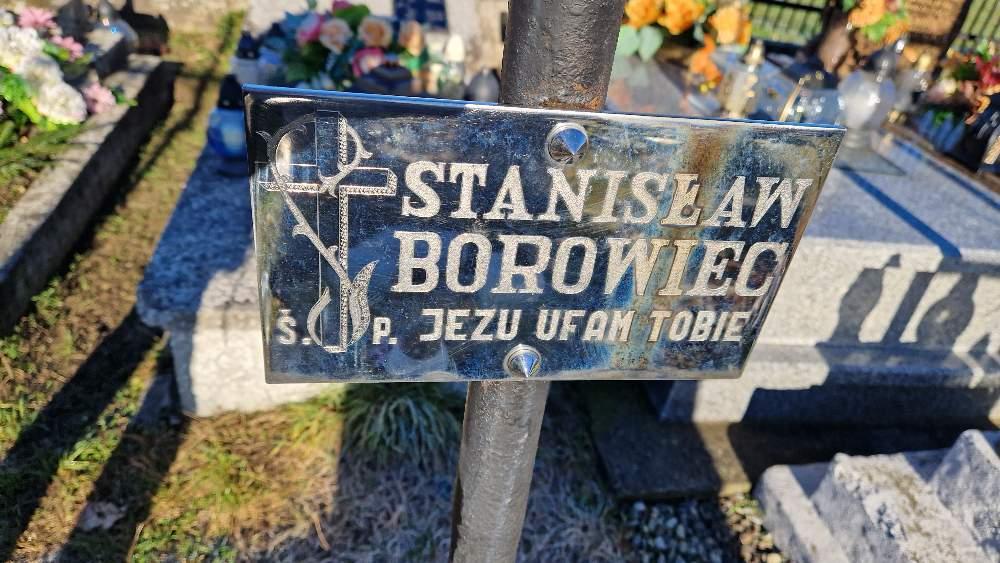 STANISŁAW
BOROWIEC
Ś. P. JEZU UFAM TOBIE